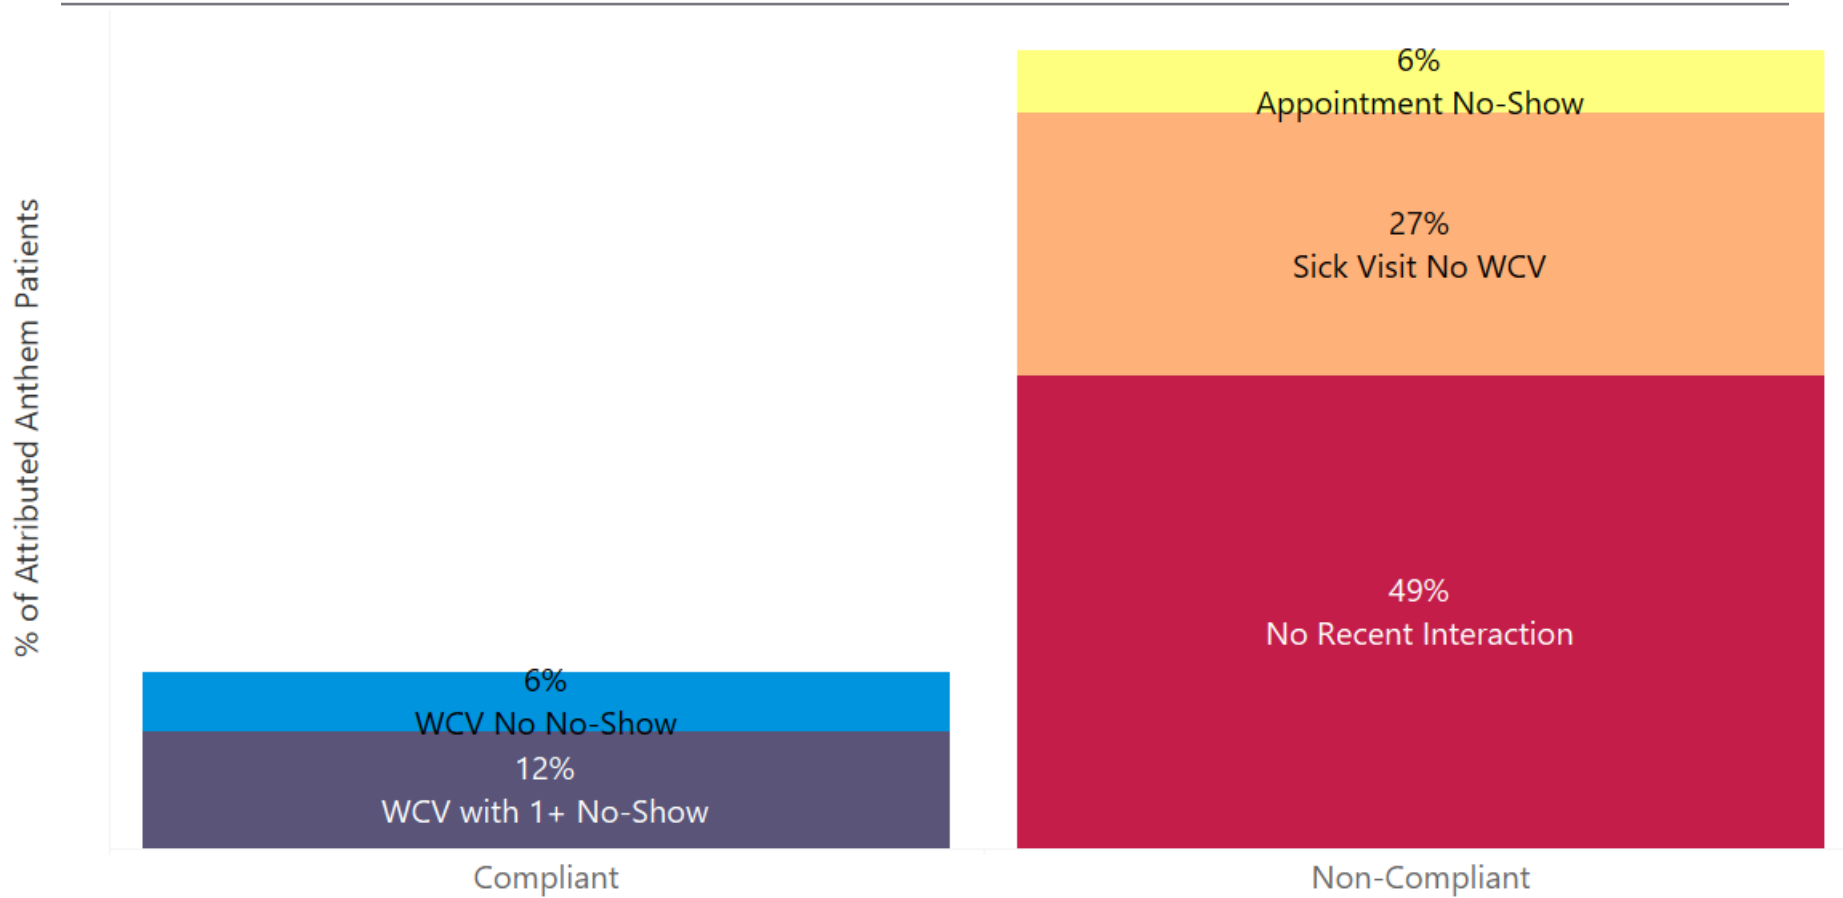 % of Attributed Anthem Patients
6%
WCV No No-Show
12%
WCV with 1+ No-Show
Compliant
6%
Appointment No-Show
27%
Sick Visit No WCV
49%
No Recent Interaction
Non-Compliant